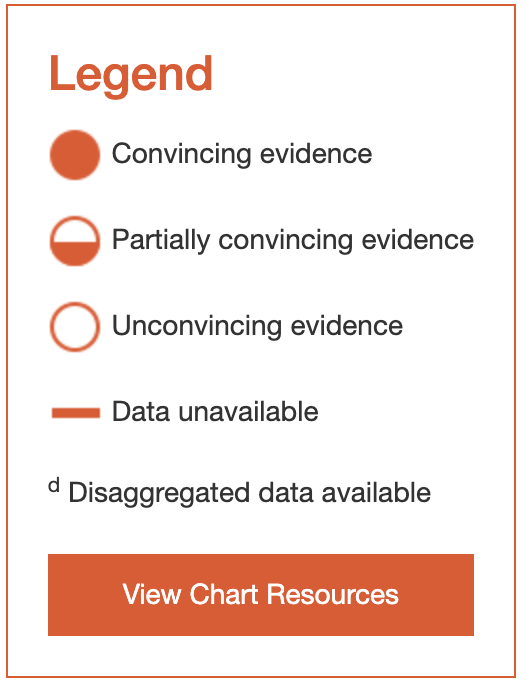 Legend
Convincing evidence
Partially convincing evidence
Unconvincing evidence
Data unavailable
d Disaggregated data available
View Chart Resources